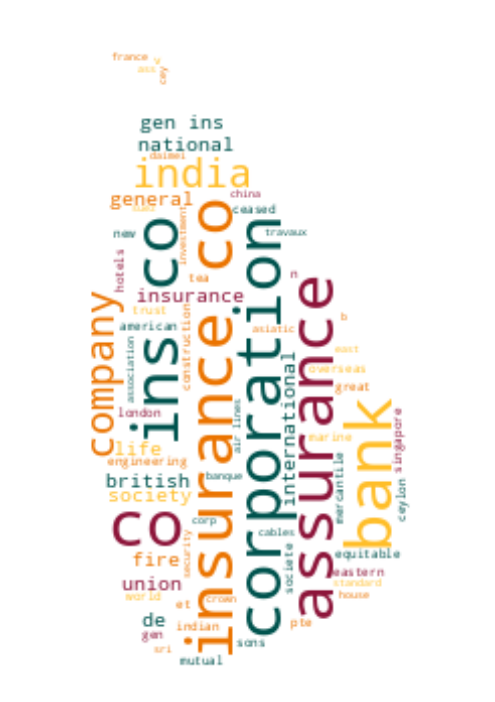 france
v
ass
cey
gen ins
national
daimei
india
general
china
ceased
ins co
insurance co
corporation
investment
new
travaux
hotels
tea
n
insurance
company
trust
construction
assurance
b
american
asiatic
association
east
international
overseas
great
london
air lines
bank
singapore
life
marine
engineering
mercantile
banque
british
ceylon
society
co
corp
cables
security
societe
equitable
fire
eastern
union
standard
world
crown
house
et
de
indian
pte
gen
sons
sri
mutual